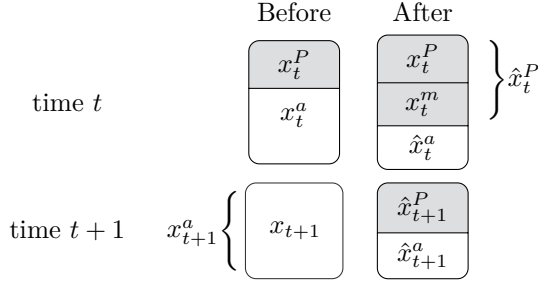 Before After
time t
x_t^P x_t^P
x_t^a x_t^m
\hat{x}_t^a
\hat{x}_t^P
time t + 1
x_{t+1}^a x_{t+1} \hat{x}_{t+1}^P
\hat{x}_{t+1}^a